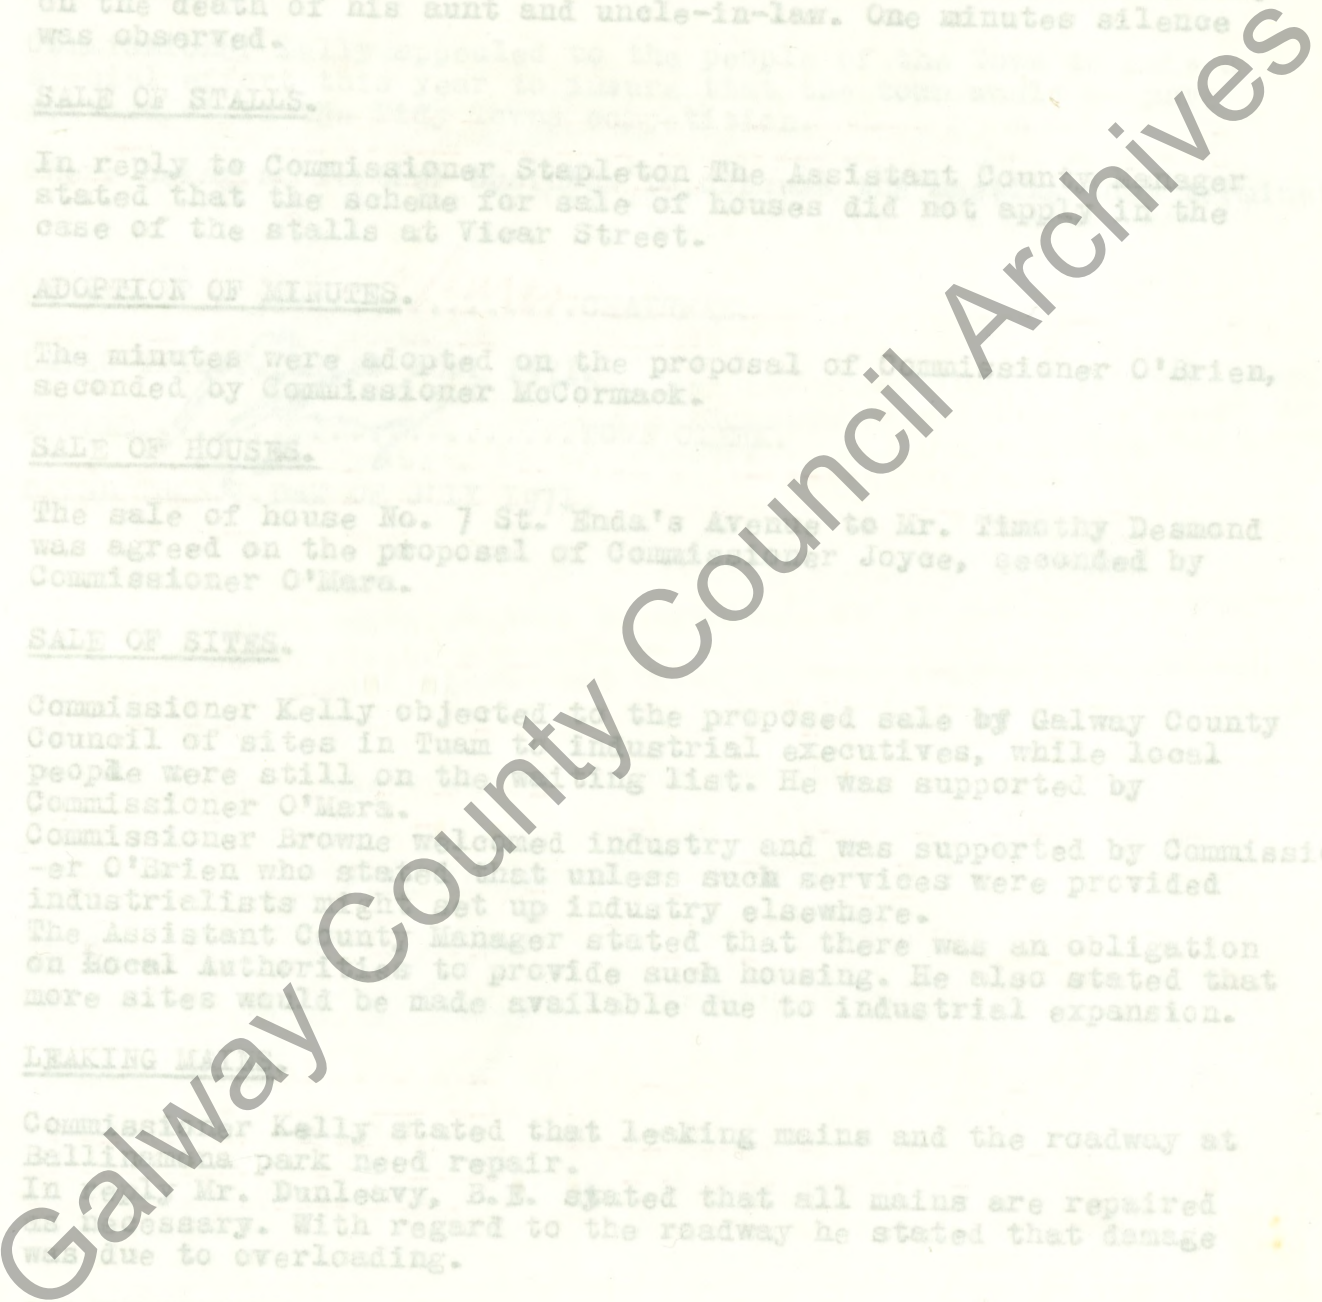 on the death of his aunt and uncle-in-law. One minutes silence
was observed.
SALE OF STALLS.
In reply to Commissioner Stapleton The Assistant County Manager
stated that the scheme for sale of houses did not apply in the
case of the stalls at Vicar Street.
ADOPTION OF MINUTES.
The minutes were adopted on the proposal of Commissioner O'Brien,
seconded by Commissioner McCormack.
SALE OF HOUSES.
The sale of house No. 7 St. Enda's Avenue to Mr. Timothy Desmond
was agreed on the proposal of Commissioner Joyce, seconded by
Commissioner O'Mara.
SALE OF SITES.
Commissioner Kelly objected to the proposed sale by Galway County
Council of sites in Tuam to industrial executives, while local
people were still on the waiting list. He was supported by
Commissioner O'Mara.
Commissioner Browne welcomed industry and was supported by Commissi
-er O'Brien who stated that unless such services were provided
industrialists might set up industry elsewhere.
The Assistant County Manager stated that there was an obligation
on Local Authorities to provide such housing. He also stated that
more sites would be made available due to industrial expansion.
LEAKING MAINS.
Commissioner Kelly stated that leaking mains and the roadway at
park need repair.
In reply Mr. Dunleavy, B.E. stated that all mains are repaired
as necessary. With regard to the roadway he stated that damage
was due to overloading.
Galway County Council Archives